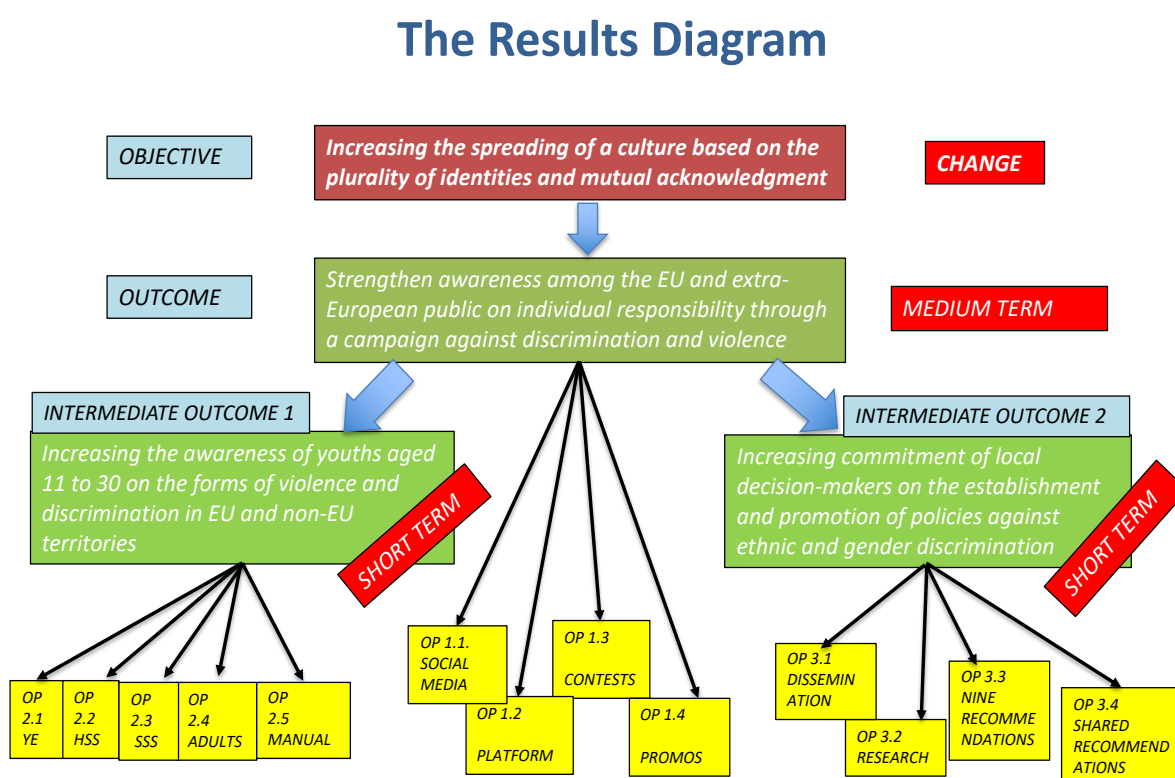 The Results Diagram
OBJECTIVE
Increasing the spreading of a culture based on the
plurality of identities and mutual acknowledgment
CHANGE
OUTCOME
Strengthen awareness among the EU and extra-
European public on individual responsibility through
a campaign against discrimination and violence
MEDIUM TERM
INTERMEDIATE OUTCOME 1
Increasing the awareness of youths aged
11 to 30 on the forms of violence and
discrimination in EU and non-EU
territories
SHORT TERM
INTERMEDIATE OUTCOME 2
Increasing commitment of local
decision-makers on the establishment
and promotion of policies against
ethnic and gender discrimination
SHORT TERM
OP
2.1
YE
OP
2.2
HSS
OP
2.3
SSS
OP
2.4
ADULTS
OP
2.5
MANUAL
OP 1.1.
SOCIAL
MEDIA
OP 1.2
PLATFORM
OP 1.3
CONTESTS
OP 1.4
PROMOS
OP 3.1
DISSEMIN
ATION
OP 3.2
RESEARCH
OP 3.3
NINE
RECOMME
NDATIONS
OP 3.4
SHARED
RECOMMEND
ATIONS